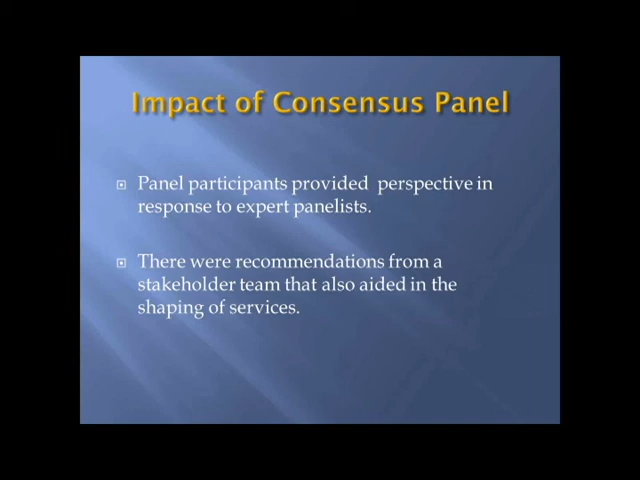 Impact of Consensus Panel
Panel participants provided  perspective in
response to expert panelists.
There were recommendations from a
stakeholder team that also aided in the
shaping of services.